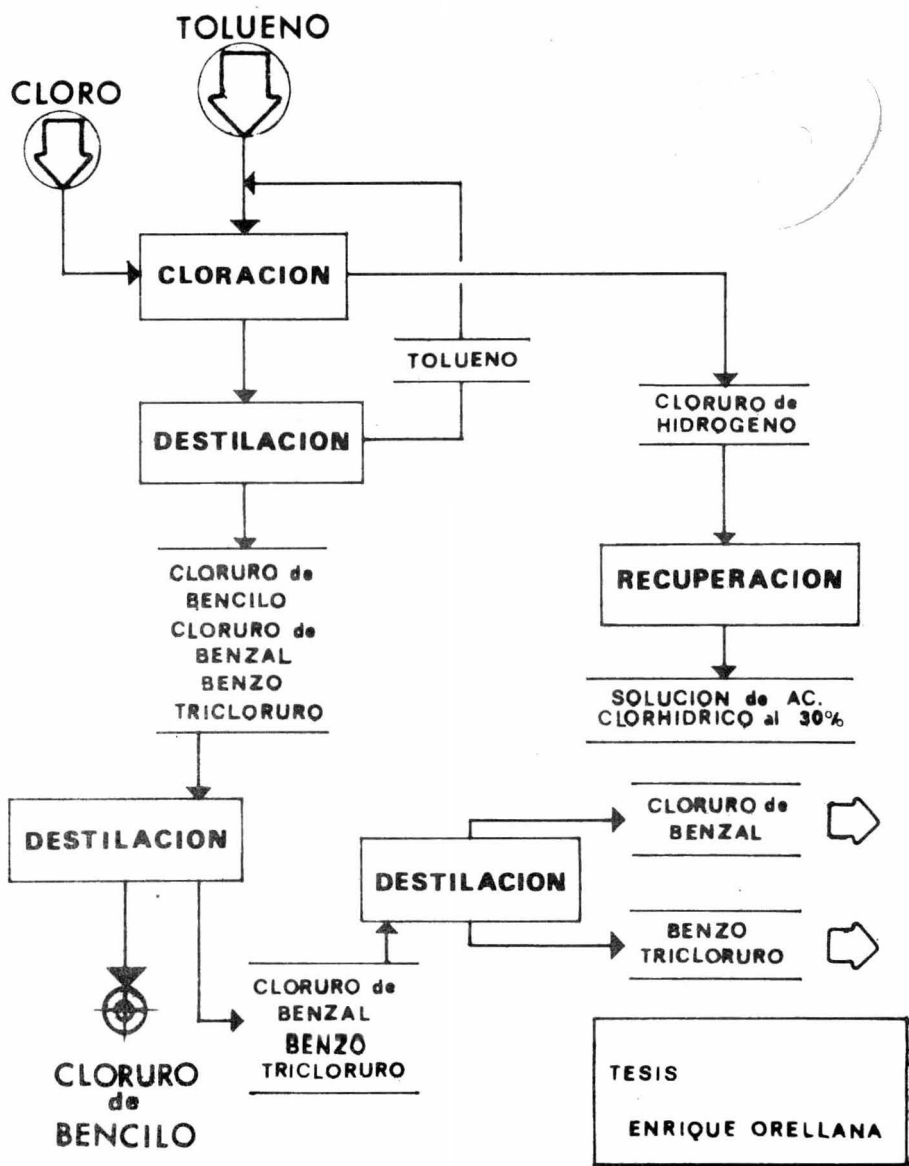 TOLUENO
CLORO
CLORACION
TOLUENO
DESTILACION
CLORURO de
HIDROGENO
RECUPERACION
SOLUCION de AC.
CLORHIDRICO al 30%
CLORURO de
BENCILO
CLORURO de
BENZAL
BENZO
TRICLORURO
DESTILACION
CLORURO
de
BENCILO
CLORURO de
BENZAL
BENZO
TRICLORURO
DESTILACION
CLORURO de
BENZAL
BENZO
TRICLORURO
TESIS
ENRIQUE ORELLANA